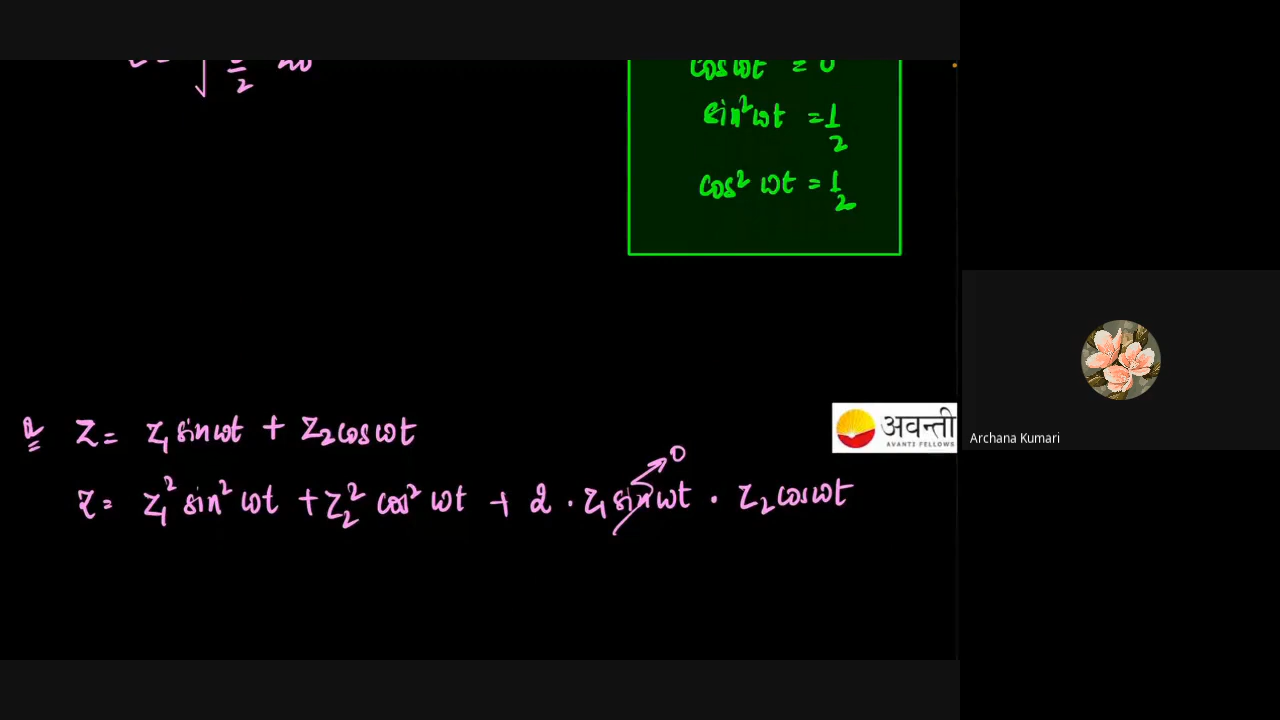 cos ωt = 0
sin² ωt = 1/2
cos² ωt = 1/2
Q Z = Z₁ sin ωt + Z₂ cos ωt
0
Z = Z₁² sin² ωt + Z₂² cos² ωt + 2 · Z₁ sin ωt · Z₂ cos ωt
अवन्ती
AVANTI FELLOWS
Archana Kumari